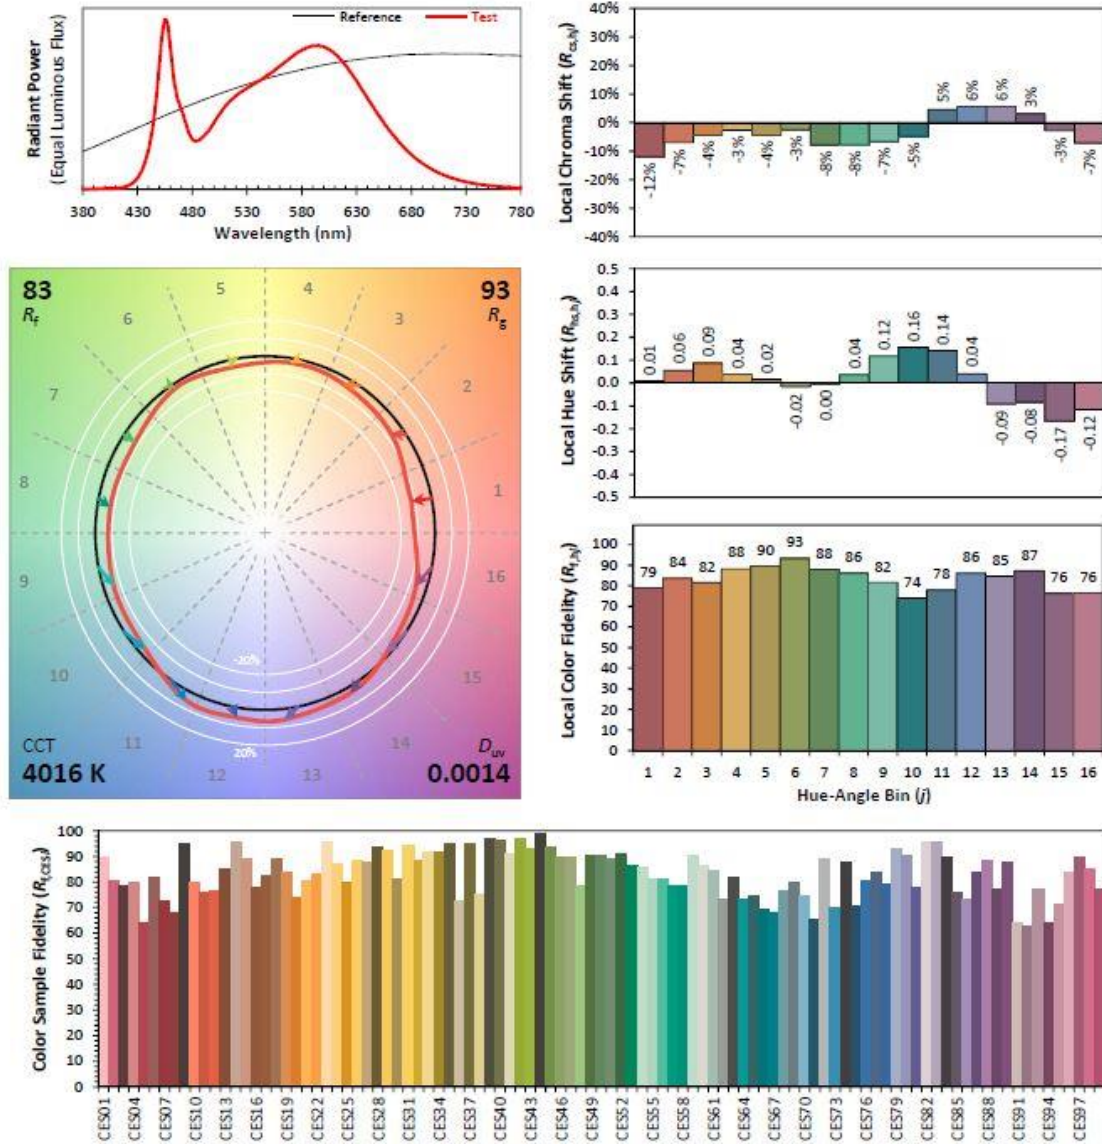 Reference
Test
Radiant Power
(Equal Luminous Flux)
380 430 480 530 580 630 680 730 780
Wavelength (nm)
Local Chroma Shift (Rcs,hj)
40%
30%
20%
10%
0%
-10%
-20%
-30%
-40%
-12% -7% -4% -3% -4% -3% -8% -8% -7% -5% 5% 6% 6% 3% -3% -7%
83
Rf
93
Rg
5 4
6 3
7 2
8 1
9 16
10 15
11 14
12 13
-20%
20%
CCT
4016 K
Duv
0.0014
Local Hue Shift (Rhs,hj)
0.5
0.4
0.3
0.2
0.1
0.0
-0.1
-0.2
-0.3
-0.4
-0.5
0.01 0.06 0.09 0.04 0.02 -0.02 0.00 0.04 0.12 0.16 0.14 0.04 -0.09 -0.08 -0.17 -0.12
Local Color Fidelity (Rf,hj)
100
90
80
70
60
50
40
30
20
10
0
79 84 82 88 90 93 88 86 82 74 78 86 85 87 76 76
1 2 3 4 5 6 7 8 9 10 11 12 13 14 15 16
Hue-Angle Bin (j)
Color Sample Fidelity (Rf,CESi)
100
90
80
70
60
50
40
30
20
10
0
CES01 CES04 CES07 CES10 CES13 CES16 CES19 CES22 CES25 CES28 CES31 CES34 CES37 CES40 CES43 CES46 CES49 CES52 CES55 CES58 CES61 CES64 CES67 CES70 CES73 CES76 CES79 CES82 CES85 CES88 CES91 CES94 CES97